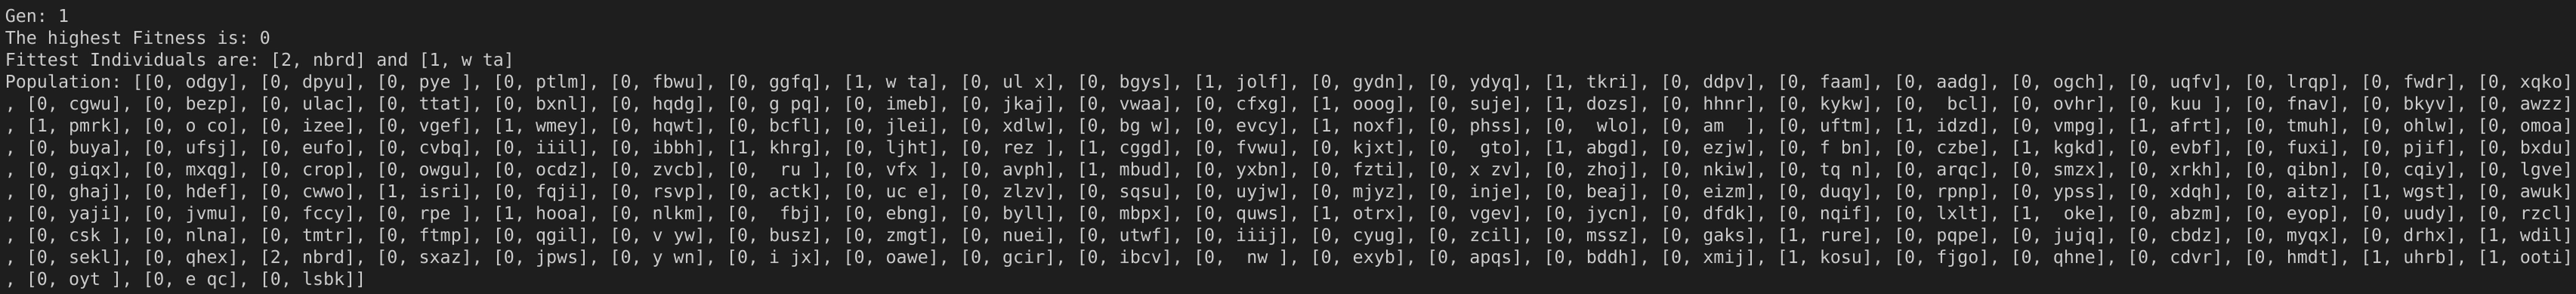 Gen: 1
The highest Fitness is: 0
Fittest Individuals are: [2, nbrd] and [1, w ta]
Population: [[0, odgy], [0, dpyu], [0, pye ], [0, ptlm], [0, fbwu], [0, ggfq], [1, w ta], [0, ul x], [0, bgys], [1, jolf], [0, gydn], [0, ydyq], [1, tkri], [0, ddpv], [0, faam], [0, aadg], [0, ogch], [0, uqfv], [0, lrqp], [0, fwdr], [0, xqko]
, [0, cgwu], [0, bezp], [0, ulac], [0, ttat], [0, bxnl], [0, hqdg], [0, g pq], [0, imeb], [0, jkaj], [0, vwaa], [0, cfxg], [1, ooog], [0, suje], [1, dozs], [0, hhnr], [0, kykw], [0,  bcl], [0, ovhr], [0, kuu ], [0, fnav], [0, bkyv], [0, awzz]
, [1, pmrk], [0, o co], [0, izee], [0, vgef], [1, wmey], [0, hqwt], [0, bcfl], [0, jlei], [0, xdlw], [0, bg w], [0, evcy], [1, noxf], [0, phss], [0,  wlo], [0, am  ], [0, uftm], [1, idzd], [0, vmpg], [1, afrt], [0, tmuh], [0, ohlw], [0, omoa]
, [0, buya], [0, ufsj], [0, eufo], [0, cvbq], [0, iiil], [0, ibbh], [1, khrg], [0, ljht], [0, rez ], [1, cggd], [0, fvwu], [0, kjxt], [0,  gto], [1, abgd], [0, ezjw], [0, f bn], [0, czbe], [1, kgkd], [0, evbf], [0, fuxi], [0, pjif], [0, bxdu]
, [0, giqx], [0, mxqg], [0, crop], [0, owgu], [0, ocdz], [0, zvcb], [0,  ru ], [0, vfx ], [0, avph], [1, mbud], [0, yxbn], [0, fzti], [0, x zv], [0, zhoj], [0, nkiw], [0, tq n], [0, arqc], [0, smzx], [0, xrkh], [0, qibn], [0, cqiy], [0, lgve]
, [0, ghaj], [0, hdef], [0, cwwo], [1, isri], [0, fqji], [0, rsvp], [0, actk], [0, uc e], [0, zlzv], [0, sqsu], [0, uyjw], [0, mjyz], [0, inje], [0, beaj], [0, eizm], [0, duqy], [0, rpnp], [0, ypss], [0, xdqh], [0, aitz], [1, wgst], [0, awuk]
, [0, yaji], [0, jvmu], [0, fccy], [0, rpe ], [1, hooa], [0, nlkm], [0,  fbj], [0, ebng], [0, byll], [0, mbpx], [0, quws], [1, otrx], [0, vgev], [0, jycn], [0, dfdk], [0, nqif], [0, lxlt], [1,  oke], [0, abzm], [0, eyop], [0, uudy], [0, rzcl]
, [0, csk ], [0, nlna], [0, tmtr], [0, ftmp], [0, qgil], [0, v yw], [0, busz], [0, zmgt], [0, nuei], [0, utwf], [0, iiij], [0, cyug], [0, zcil], [0, mssz], [0, gaks], [1, rure], [0, pqpe], [0, jujq], [0, cbdz], [0, myqx], [0, drhx], [1, wdil]
, [0, sekl], [0, qhex], [2, nbrd], [0, sxaz], [0, jpws], [0, y wn], [0, i jx], [0, oawe], [0, gcir], [0, ibcv], [0,  nw ], [0, exyb], [0, apqs], [0, bddh], [0, xmij], [1, kosu], [0, fjgo], [0, qhne], [0, cdvr], [0, hmdt], [1, uhrb], [1, ooti]
, [0, oyt ], [0, e qc], [0, lsbk]]